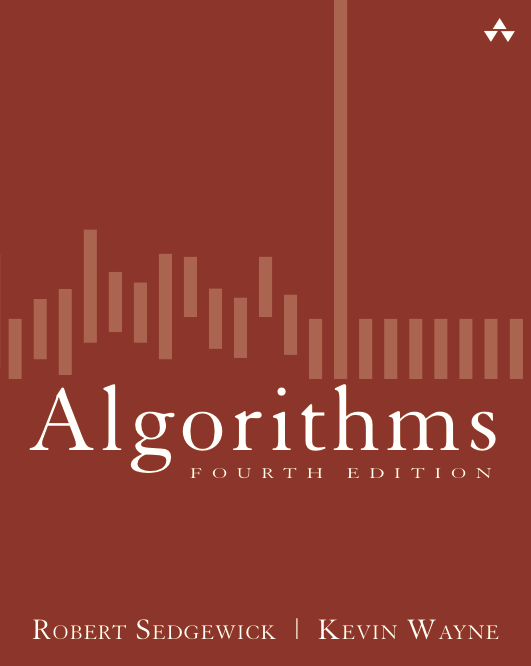 Algorithms
FOURTH EDITION
ROBERT SEDGEWICK | KEVIN WAYNE